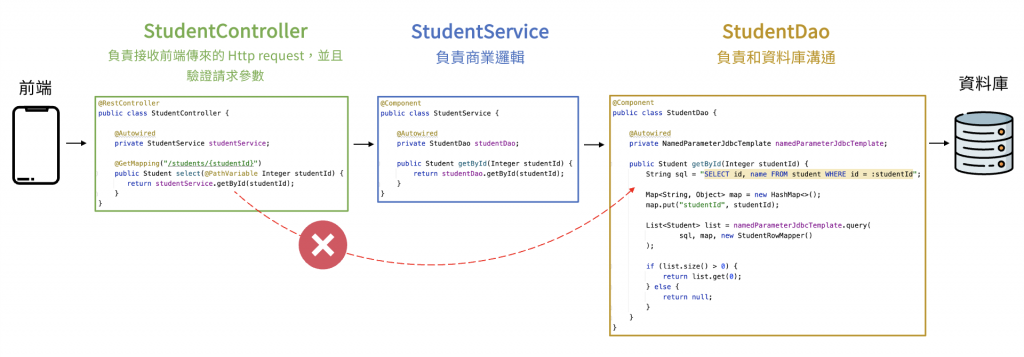 StudentController
負責接收前端傳來的 Http request，並且
驗證請求參數
StudentService
負責商業邏輯
StudentDao
負責和資料庫溝通
前端
資料庫
@RestController
public class StudentController {
@Autowired
private StudentService studentService;
@GetMapping("/students/{studentId}")
public Student select(@PathVariable Integer studentId) {
return studentService.getById(studentId);
}
}
@Component
public class StudentService {
@Autowired
private StudentDao studentDao;
public Student getById(Integer studentId) {
return studentDao.getById(studentId);
}
}
@Component
public class StudentDao {
@Autowired
private NamedParameterJdbcTemplate namedParameterJdbcTemplate;
public Student getById(Integer studentId) {
String sql = "SELECT id, name FROM student WHERE id = :studentId";
Map<String, Object> map = new HashMap<>();
map.put("studentId", studentId);
List<Student> list = namedParameterJdbcTemplate.query(
sql, map, new StudentRowMapper()
);
if (list.size() > 0) {
return list.get(0);
} else {
return null;
}
}
}